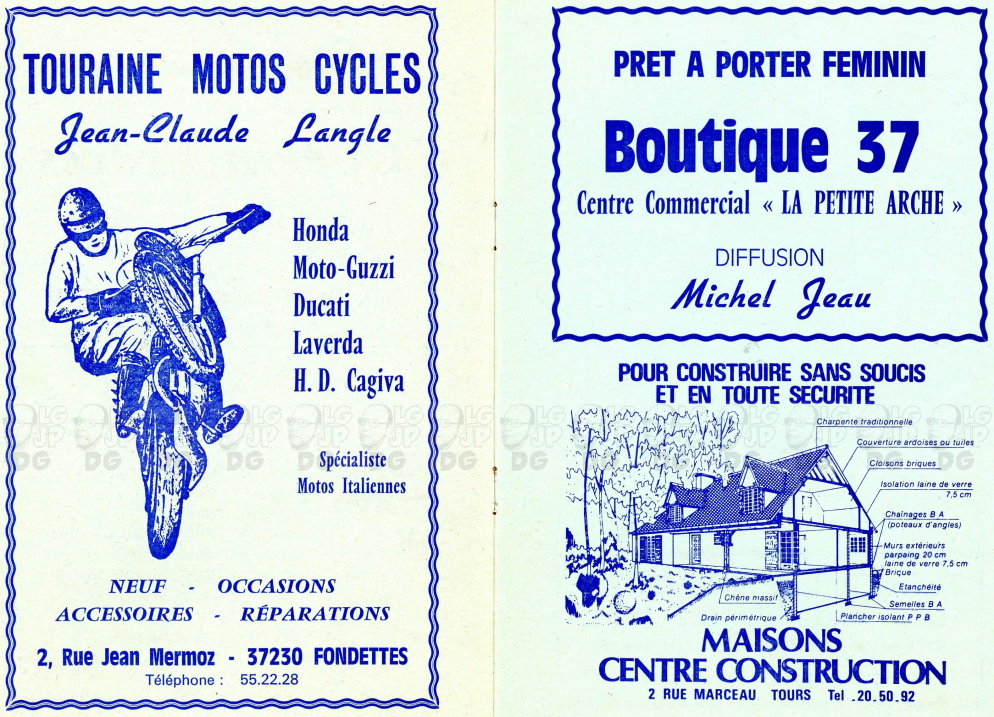 TOURAINE MOTOS CYCLES
Jean-Claude Langle
Honda
Moto-Guzzi
Ducati
Laverda
H. D. Cagiva
Spécialiste
Motos Italiennes
NEUF - OCCASIONS
ACCESSOIRES - RÉPARATIONS
2, Rue Jean Mermoz - 37230 FONDETTES
Téléphone : 55.22.28
PRET A PORTER FEMININ
Boutique 37
Centre Commercial « LA PETITE ARCHE »
DIFFUSION
Michel Jeau
POUR CONSTRUIRE SANS SOUCIS
ET EN TOUTE SECURITE
Charpente traditionnelle
Couverture ardoises ou tuiles
Cloisons briques
Isolation laine de verre
7,5 cm
Chaînages B A
(poteaux d'angles)
Murs extérieurs
parpaing 20 cm
laine de verre 7,5 cm
Brique
Etanchéité
Semelles B A
Plancher isolant P P B
Chêne massif
Drain périmétrique
MAISONS
CENTRE CONSTRUCTION
2 RUE MARCEAU TOURS Tel .20.50.92
LG JP DG